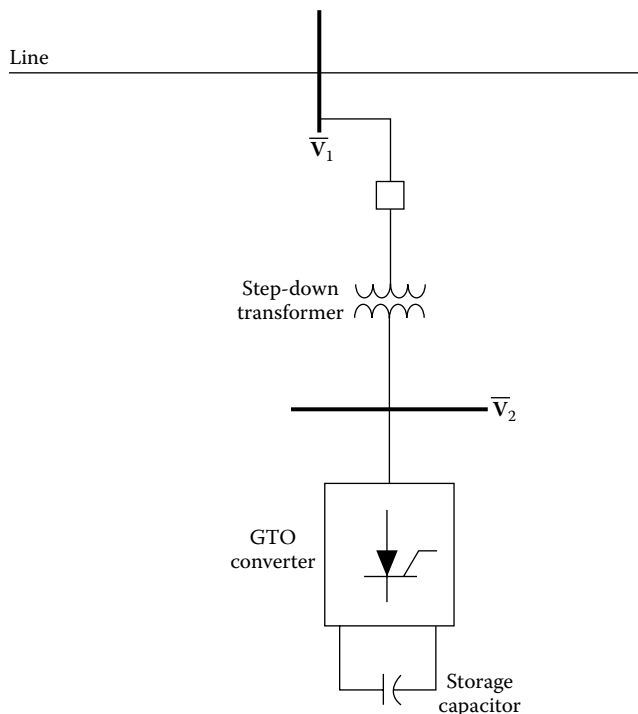 Line
V̅₁
Step-down
transformer
V̅₂
GTO
converter
Storage
capacitor